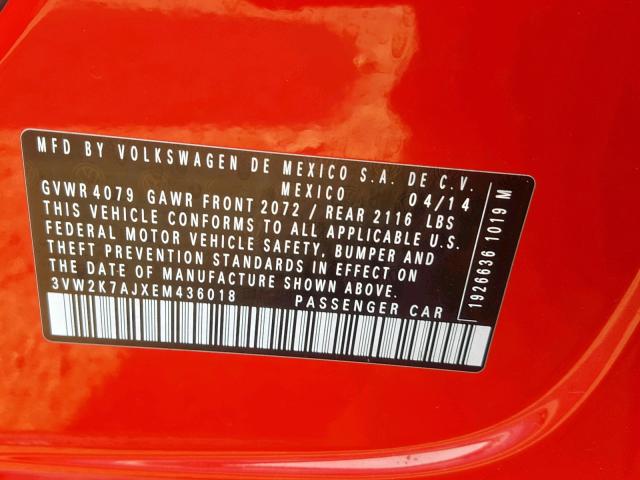 MFD BY VOLKSWAGEN DE MEXICO S.A. DE C.V.
MEXICO 04/14
GVWR 4079 GAWR FRONT 2072 / REAR 2116 LBS
THIS VEHICLE CONFORMS TO ALL APPLICABLE U.S.
FEDERAL MOTOR VEHICLE SAFETY, BUMPER AND
THEFT PREVENTION STANDARDS IN EFFECT ON
THE DATE OF MANUFACTURE SHOWN ABOVE.
3VW2K7AJXEM436018 PASSENGER CAR
1926636 1019 M